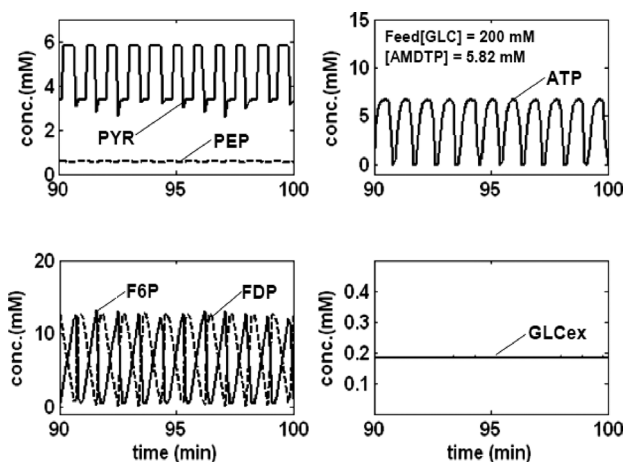 conc.(mM)
6
4
2
0
PYR
PEP
90
95
100
conc.(mM)
15
10
5
0
Feed[GLC] = 200 mM
[AMDTP] = 5.82 mM
ATP
90
95
100
conc.(mM)
20
10
0
F6P
FDP
90
95
100
time (min)
conc.(mM)
0.5
0.4
0.3
0.2
0.1
GLCex
90
95
100
time (min)